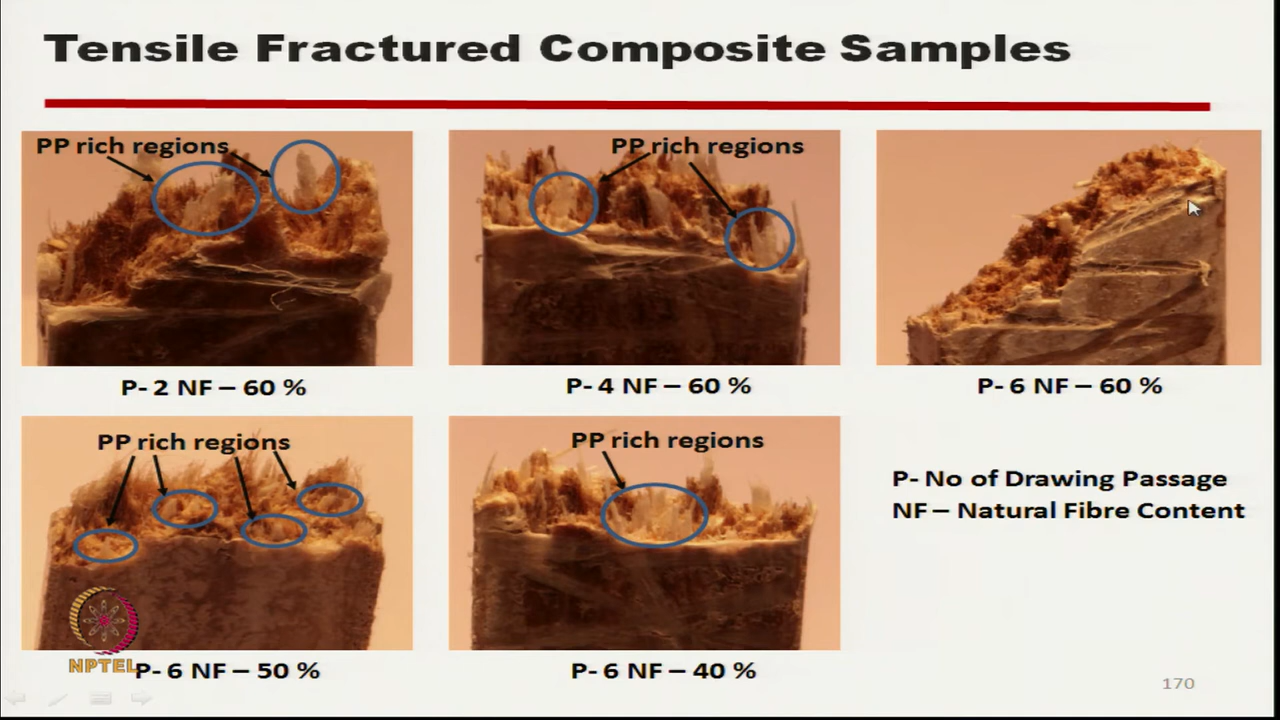 Tensile Fractured Composite Samples
PP rich regions
PP rich regions
P- 2 NF – 60 %
P- 4 NF – 60 %
P- 6 NF – 60 %
PP rich regions
PP rich regions
P- No of Drawing Passage
NF – Natural Fibre Content
NPTEL
P- 6 NF – 50 %
P- 6 NF – 40 %
170